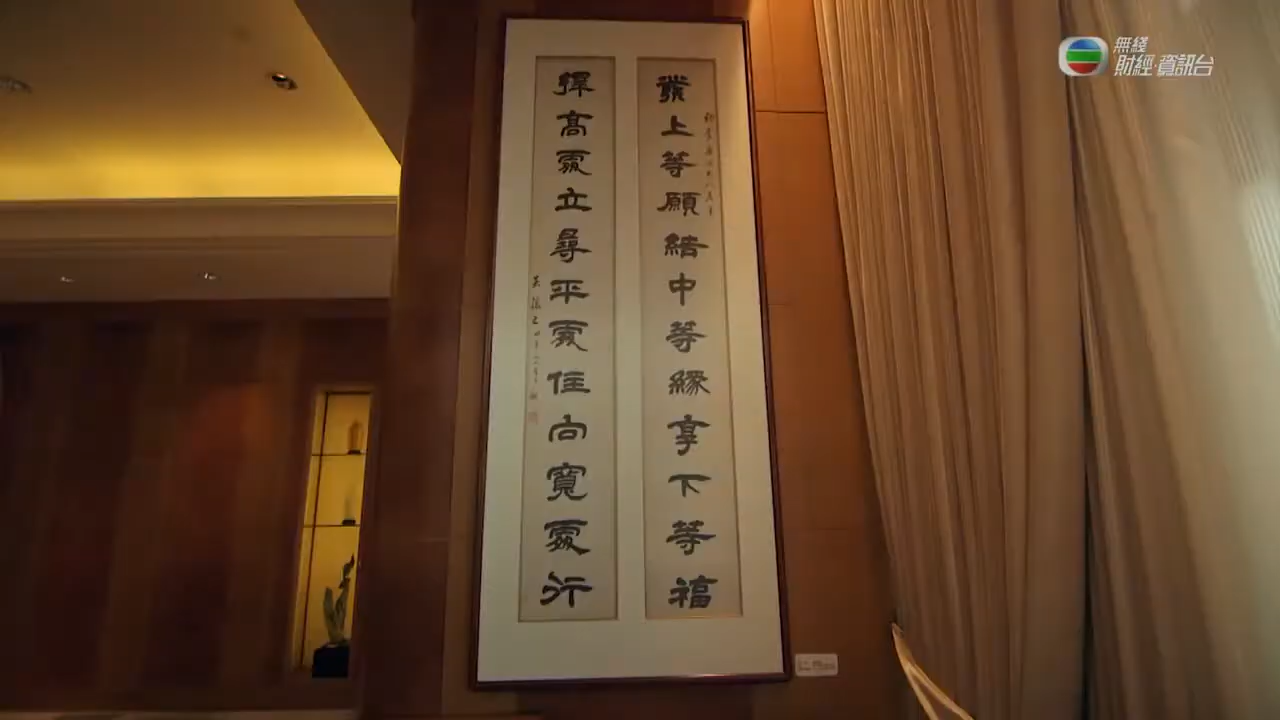 發上等願結中等緣享下等福
擇高處立尋平處住向寬處行
無綫
財經·資訊台